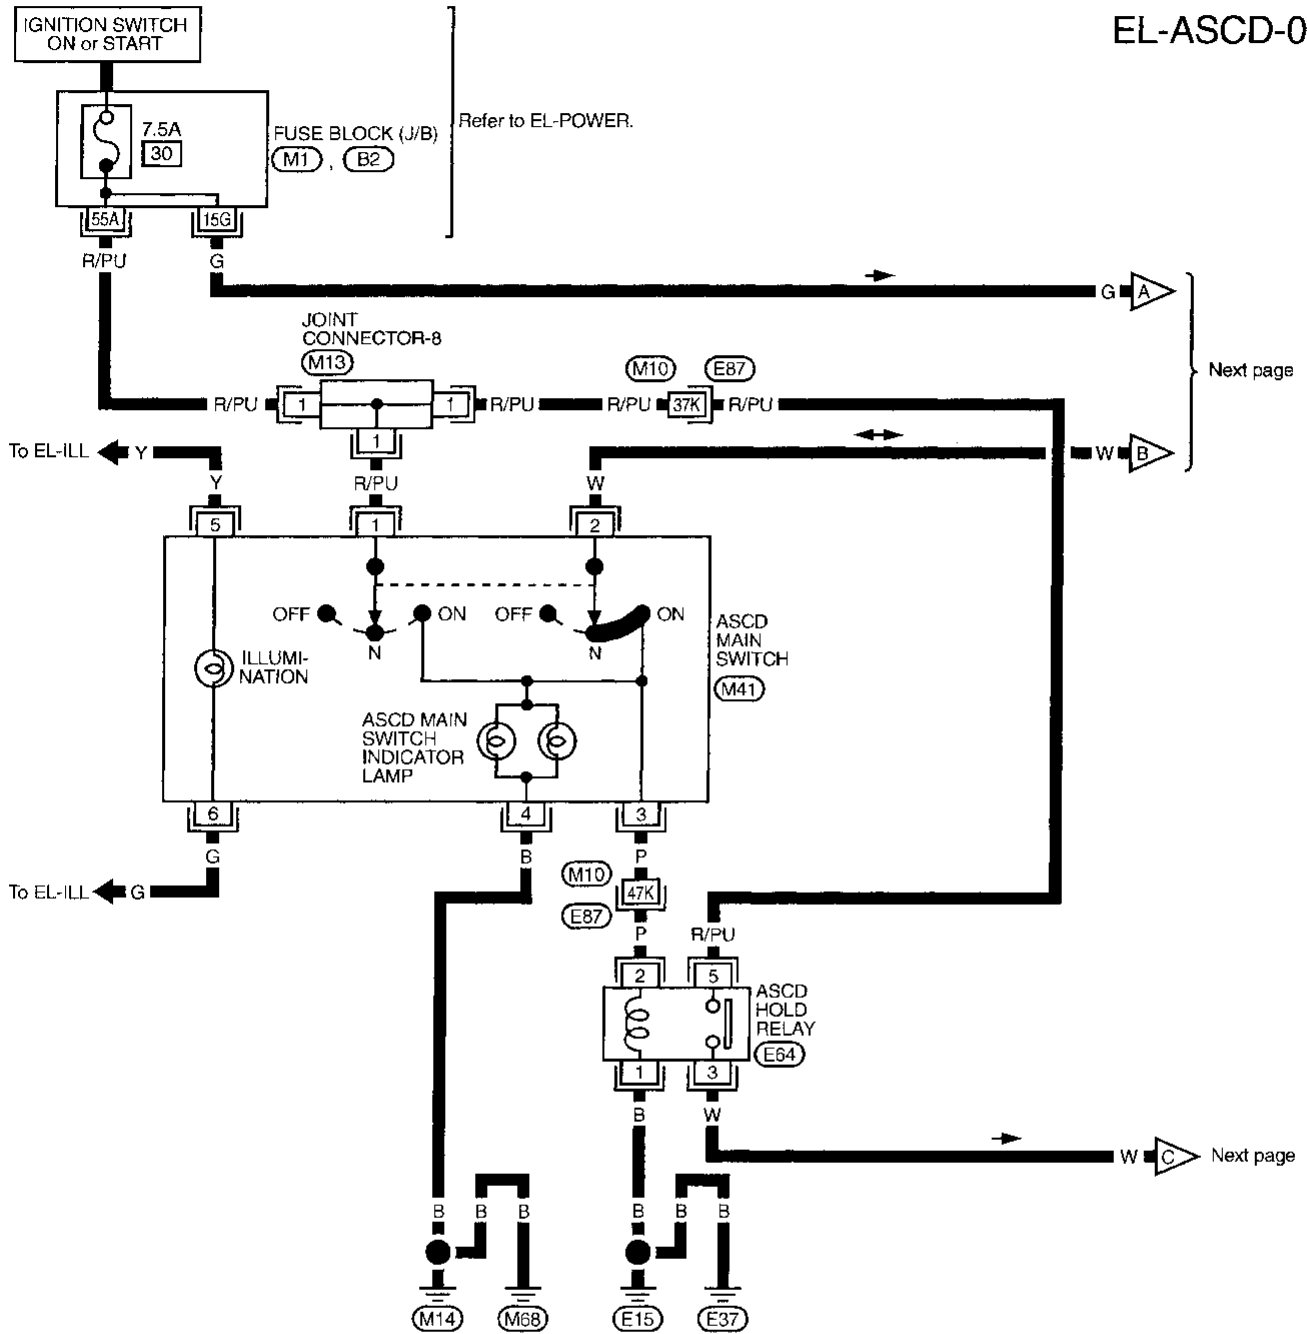 EL-ASCD-0
IGNITION SWITCH
ON or START
7.5A
30
FUSE BLOCK (J/B)
M1 , B2
Refer to EL-POWER.
55A
15G
R/PU
G
G
A
JOINT
CONNECTOR-8
M13
M10
E87
Next page
R/PU
1
1
R/PU
R/PU
37K
R/PU
1
To EL-ILL
Y
W
B
Y
R/PU
W
5
1
2
OFF
ON
OFF
ON
N
N
ASCD
MAIN
SWITCH
M41
ILLUMI-
NATION
ASCD MAIN
SWITCH
INDICATOR
LAMP
6
4
3
G
B
P
To EL-ILL
G
M10
47K
E87
P
R/PU
2
5
ASCD
HOLD
RELAY
E64
1
3
B
W
W
C
Next page
B
B
B
B
B
B
M14
M68
E15
E37